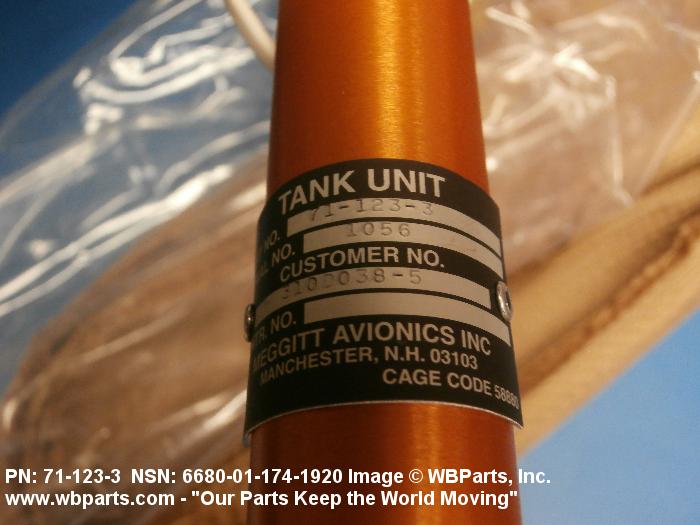 TANK UNIT
NO. 71-123-3
NO. 1056
CUSTOMER NO.
3100038-5
TR. NO.
MEGGITT AVIONICS INC
MANCHESTER, N.H. 03103
CAGE CODE 58880
PN: 71-123-3 NSN: 6680-01-174-1920 Image © WBParts, Inc.
www.wbparts.com - "Our Parts Keep the World Moving"